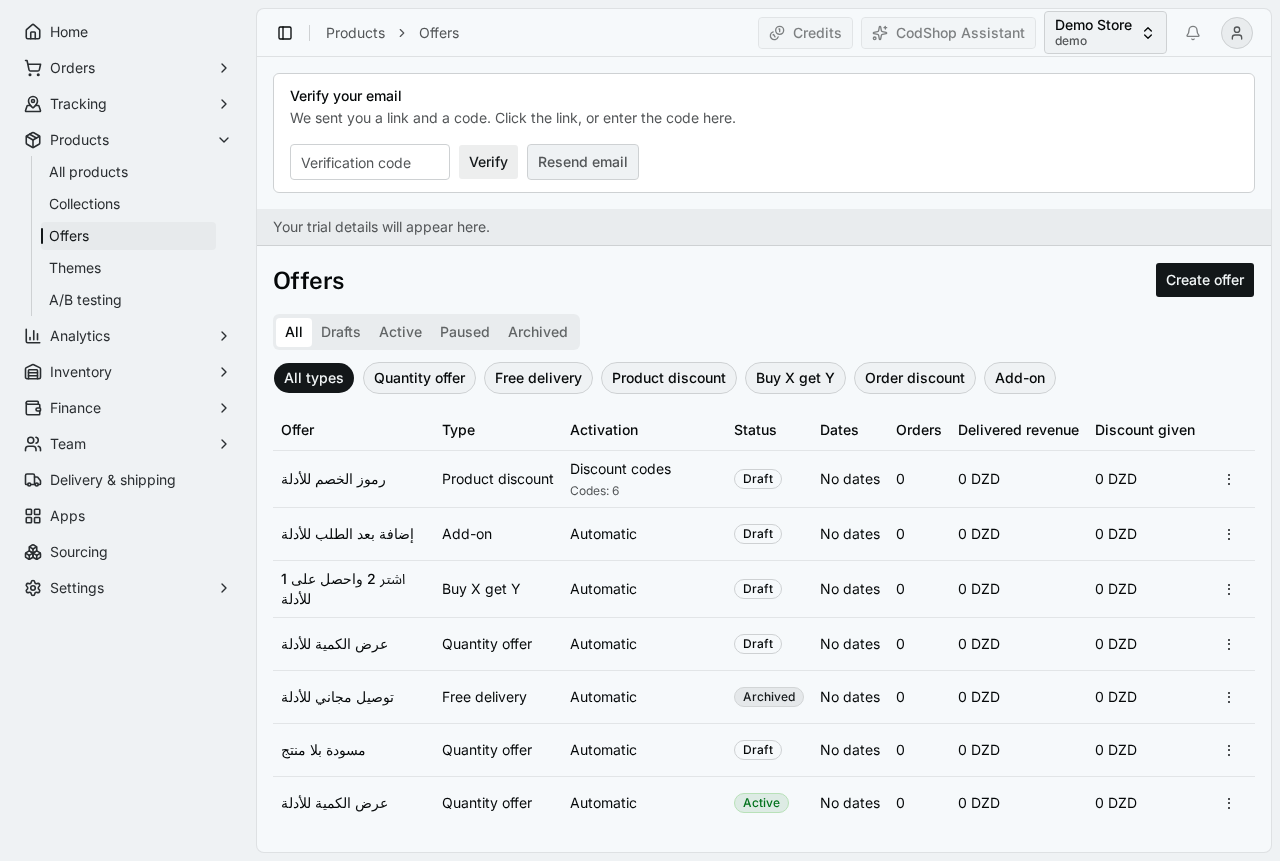 Home
Orders
Tracking
Products
All products
Collections
Offers
Themes
A/B testing
Analytics
Inventory
Finance
Team
Delivery & shipping
Apps
Sourcing
Settings
Products > Offers
Credits
CodShop Assistant
Demo Store
demo
Verify your email
We sent you a link and a code. Click the link, or enter the code here.
Verification code
Verify
Resend email
Your trial details will appear here.
Offers
Create offer
All Drafts Active Paused Archived
All types Quantity offer Free delivery Product discount Buy X get Y Order discount Add-on
Offer Type Activation Status Dates Orders Delivered revenue Discount given
رموز الخصم للأدلة Product discount Discount codes Draft No dates 0 0 DZD 0 DZD
Codes: 6
إضافة بعد الطلب للأدلة Add-on Automatic Draft No dates 0 0 DZD 0 DZD
اشتر 2 واحصل على 1
للأدلة
Buy X get Y Automatic Draft No dates 0 0 DZD 0 DZD
عرض الكمية للأدلة Quantity offer Automatic Draft No dates 0 0 DZD 0 DZD
توصيل مجاني للأدلة Free delivery Automatic Archived No dates 0 0 DZD 0 DZD
مسودة بلا منتج Quantity offer Automatic Draft No dates 0 0 DZD 0 DZD
عرض الكمية للأدلة Quantity offer Automatic Active No dates 0 0 DZD 0 DZD